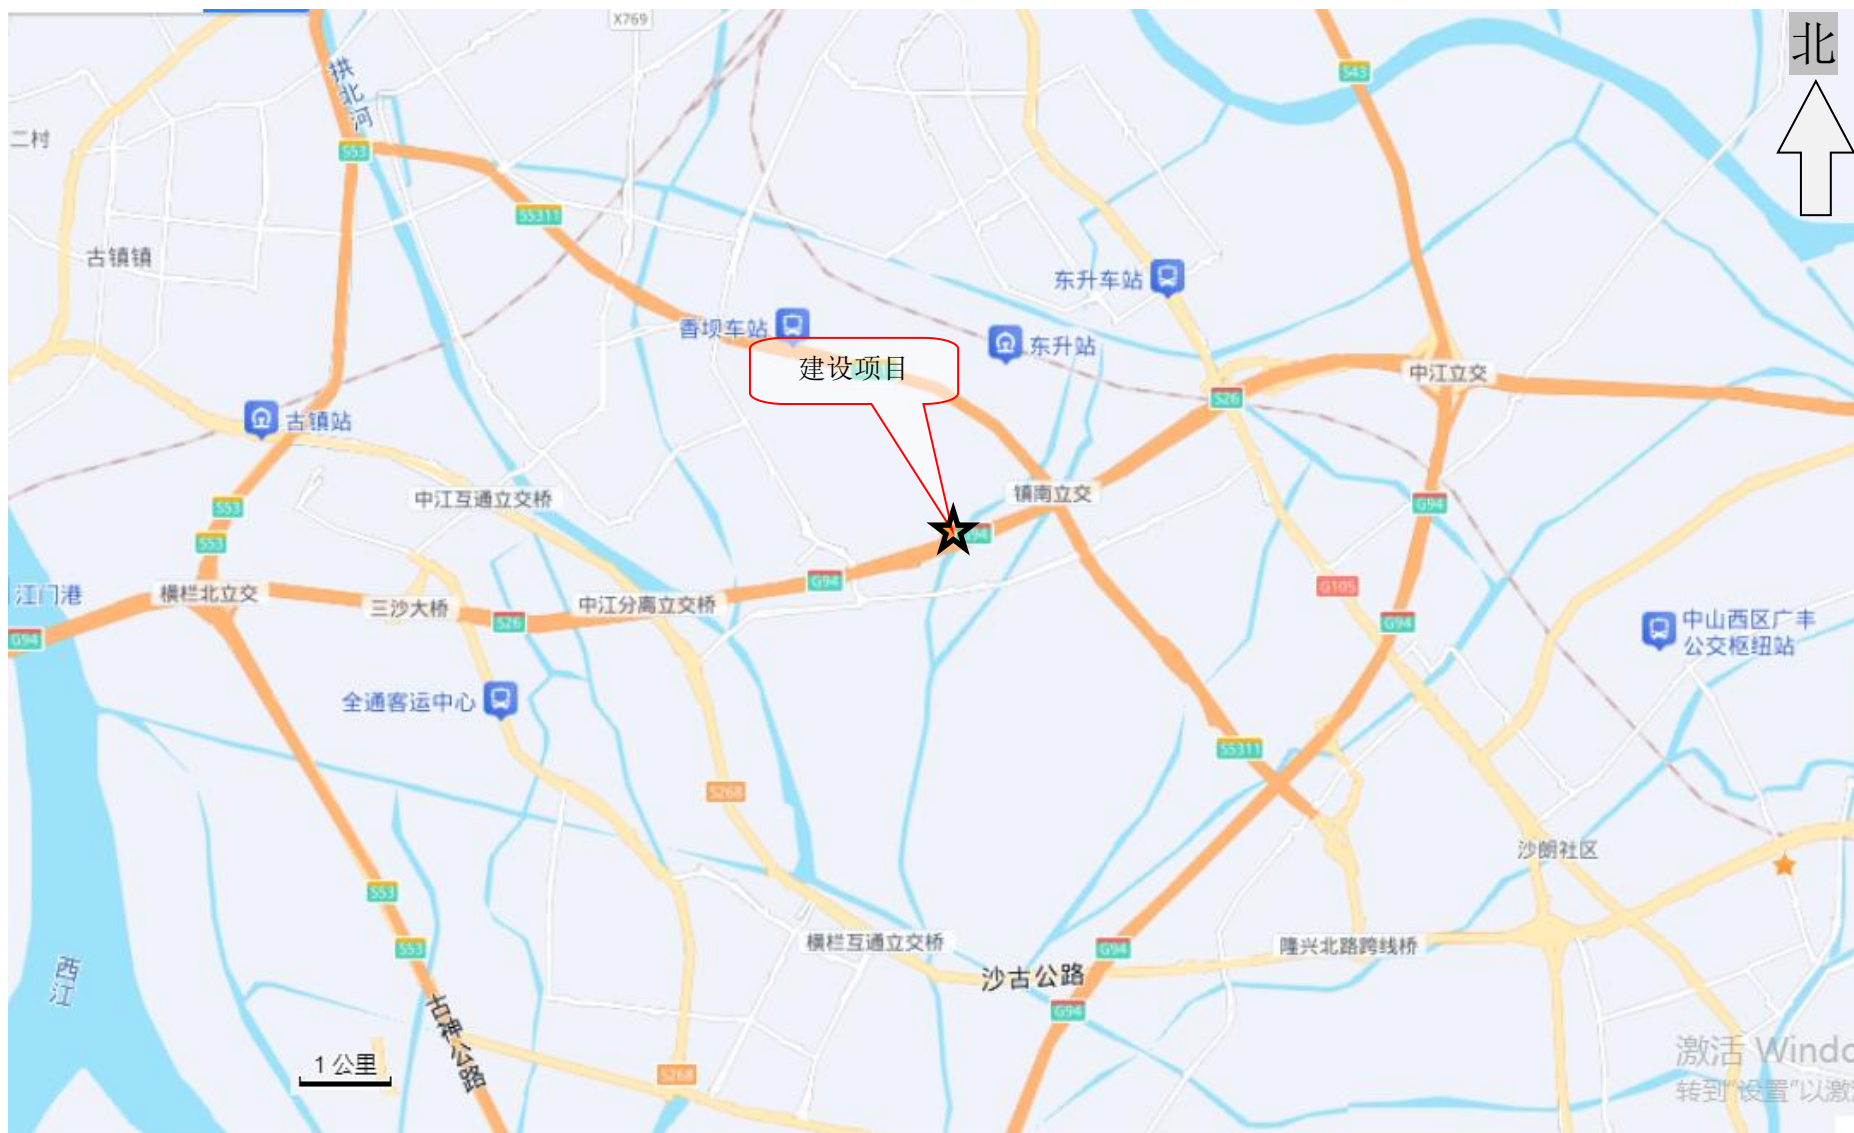 X769
北
S43
拱北河
二村
S53
S5311
古镇镇
东升车站
香坝车站
东升站
建设项目
中江立交
S26
古镇站
中江互通立交桥
镇南立交
G94
S53
G94
S53
G94
江门港
横栏北立交
三沙大桥
中江分离立交桥
S26
G105
G94
G94
中山西区广丰
公交枢纽站
全通客运中心
S5311
S268
沙朗社区
S53
横栏互通立交桥
隆兴北路跨线桥
S53
G94
沙古公路
西江
G94
古神公路
1 公里
S268
激活 Windo
转到"设置"以激